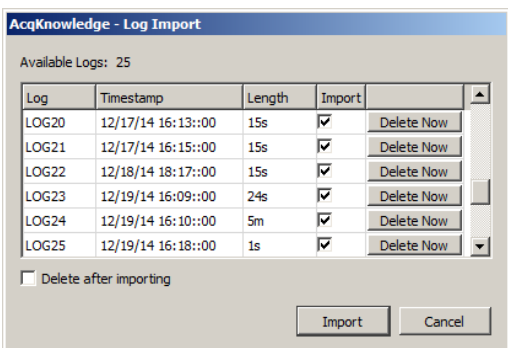 AcqKnowledge - Log Import
Available Logs: 25
Log Timestamp Length Import
LOG20 12/17/14 16:13::00 15s Delete Now
LOG21 12/17/14 16:15::00 15s Delete Now
LOG22 12/18/14 18:17::00 15s Delete Now
LOG23 12/19/14 16:09::00 24s Delete Now
LOG24 12/19/14 16:10::00 5m Delete Now
LOG25 12/19/14 16:18::00 1s Delete Now
Delete after importing
Import Cancel